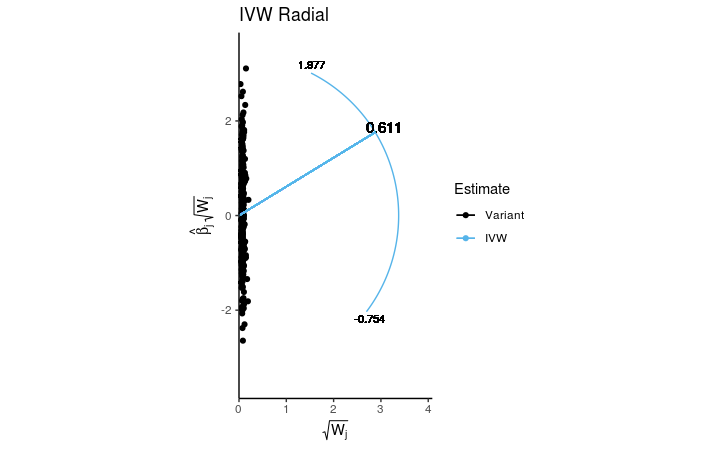 IVW Radial
1.977
0.611
-0.754
2
0
-2
β̂j√Wj
0
1
2
3
4
√Wj
Estimate
Variant
IVW